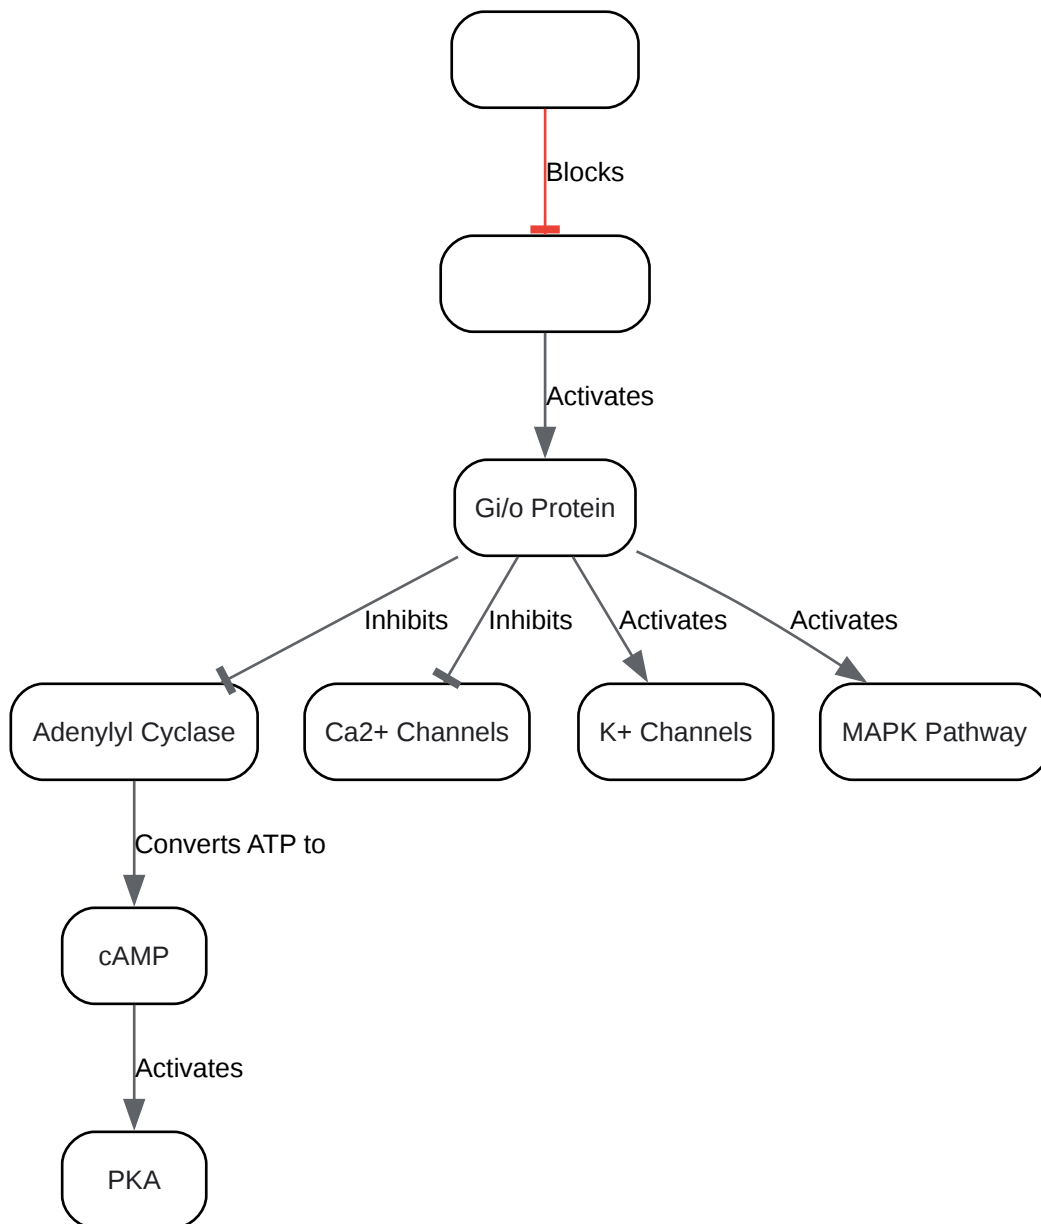 Blocks
Activates
Gi/o Protein
Inhibits
Inhibits
Activates
Activates
Adenylyl Cyclase
Ca2+ Channels
K+ Channels
MAPK Pathway
Converts ATP to
cAMP
Activates
PKA